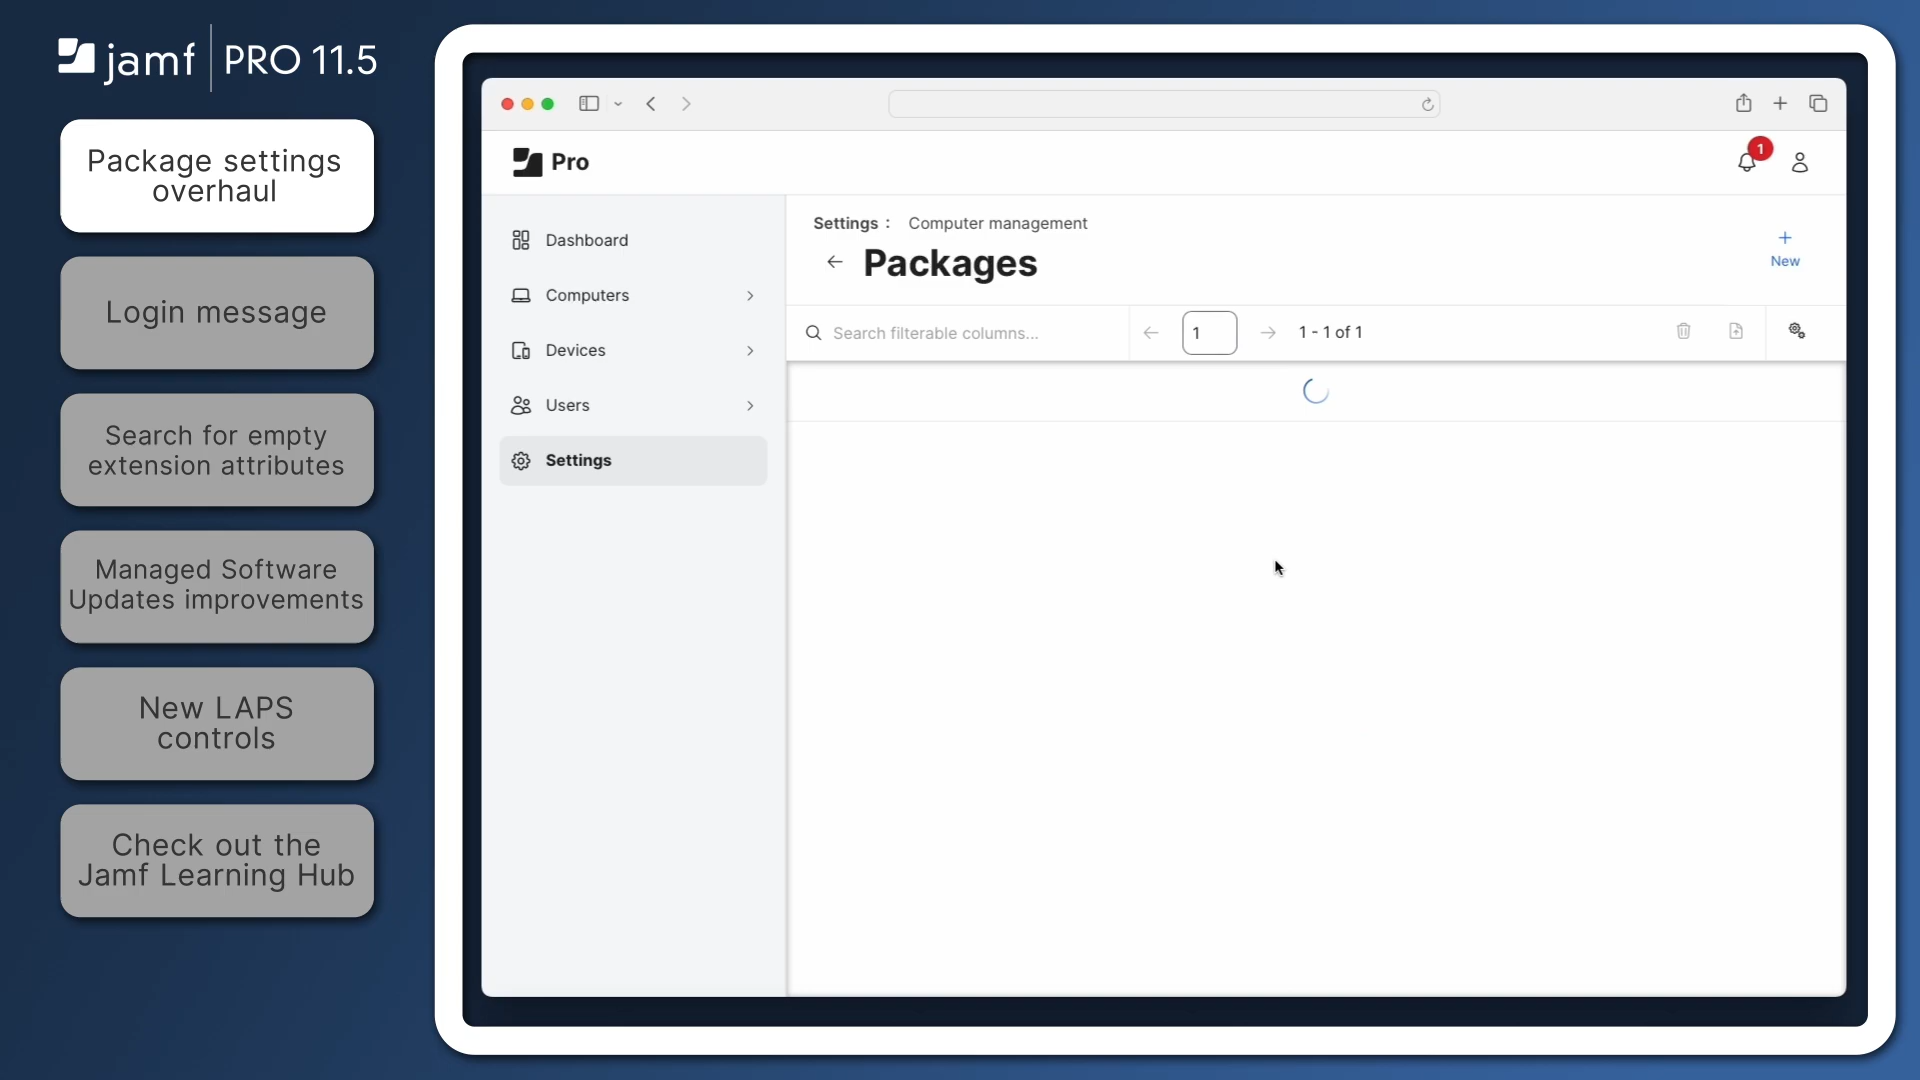 jamf | PRO 11.5
Package settings
overhaul
Login message
Search for empty
extension attributes
Managed Software
Updates improvements
New LAPS
controls
Check out the
Jamf Learning Hub
Pro
1
Dashboard
Computers
Devices
Users
Settings
Settings : Computer management
Packages
New
Search filterable columns...
1
1 - 1 of 1